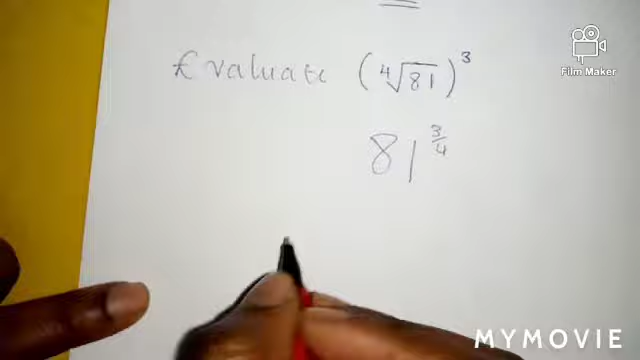 Evaluate (⁴√81)³
81^(3/4)
Film Maker
MYMOVIE